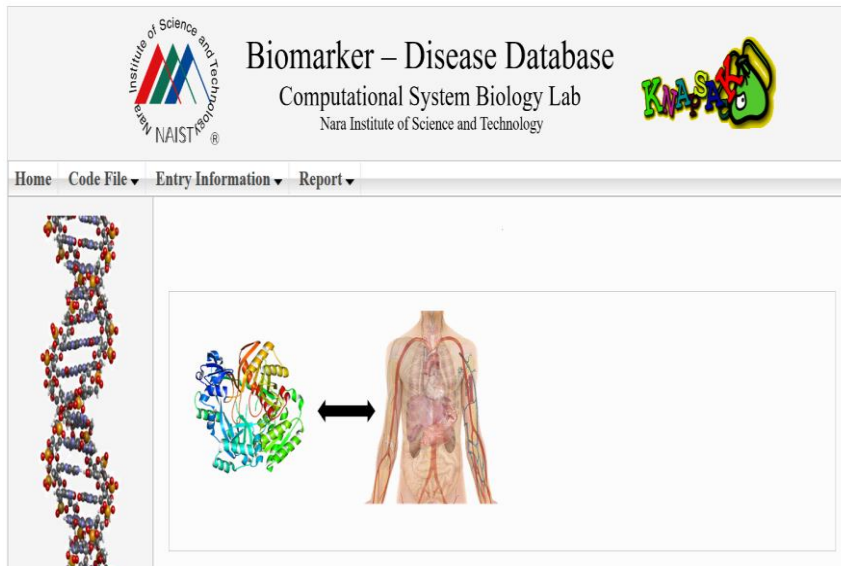 Nara Institute of Science and Technology
NAIST ®
Biomarker – Disease Database
Computational System Biology Lab
Nara Institute of Science and Technology
KNApSAcK
Home Code File Entry Information Report